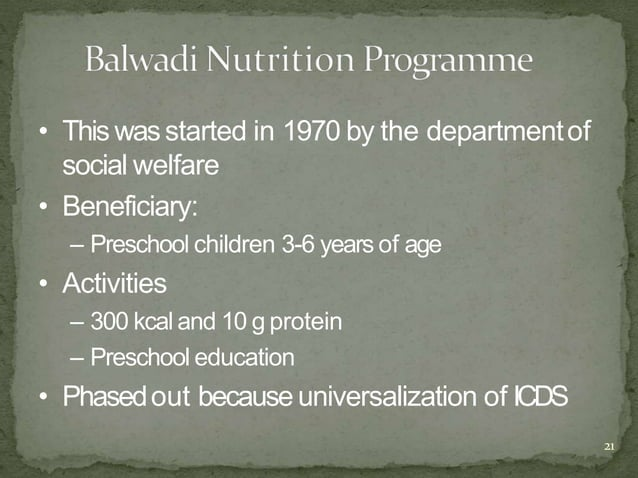 Balwadi Nutrition Programme
• This was started in 1970 by the department of
social welfare
• Beneficiary:
– Preschool children 3-6 years of age
• Activities
– 300 kcal and 10 g protein
– Preschool education
• Phased out because universalization of ICDS
21